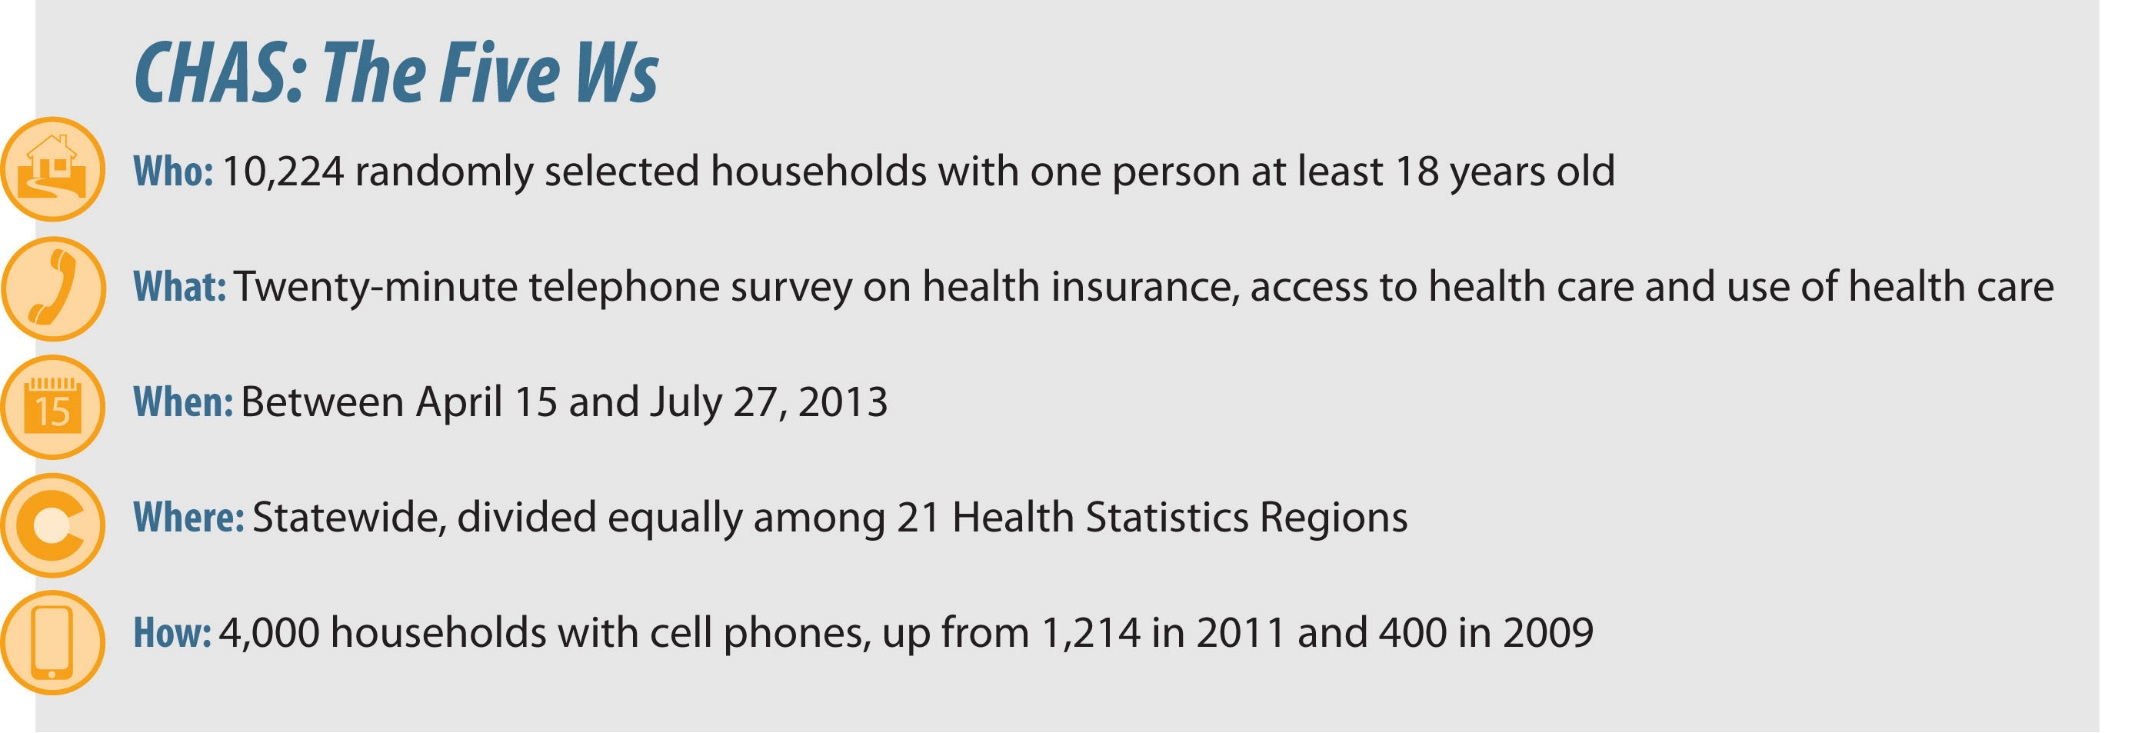 CHAS: The Five Ws
Who: 10,224 randomly selected households with one person at least 18 years old
What: Twenty-minute telephone survey on health insurance, access to health care and use of health care
15
When: Between April 15 and July 27, 2013
C
Where: Statewide, divided equally among 21 Health Statistics Regions
How: 4,000 households with cell phones, up from 1,214 in 2011 and 400 in 2009